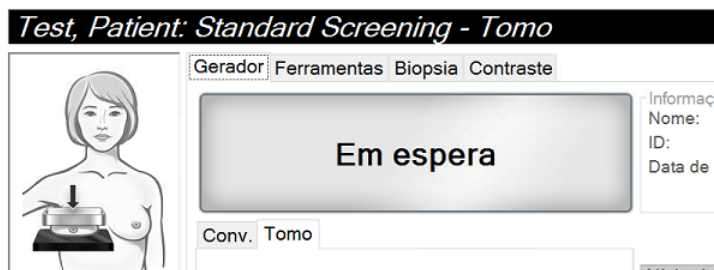 Test, Patient: Standard Screening - Tomo
Gerador Ferramentas Biopsia Contraste
Em espera
Nome:
ID:
Data de
Conv. Tomo